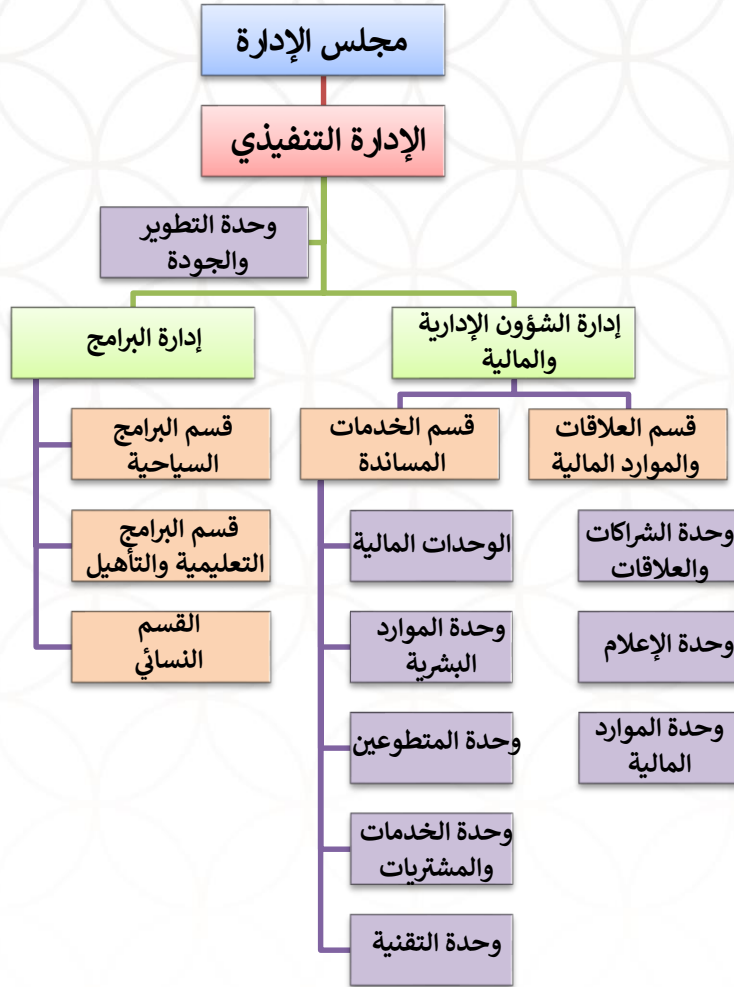 مجلس الإدارة
الإدارة التنفيذي
وحدة التطوير
والجودة
إدارة الشؤون الإدارية
والمالية
إدارة البرامج
قسم العلاقات
والموارد المالية
قسم الخدمات
المساندة
قسم البرامج
السياحية
وحدة الشراكات
والعلاقات
الوحدات المالية
قسم البرامج
التعليمية والتأهيل
وحدة الإعلام
وحدة الموارد
البشرية
القسم
النسائي
وحدة الموارد
المالية
وحدة المتطوعين
وحدة الخدمات
والمشتريات
وحدة التقنية